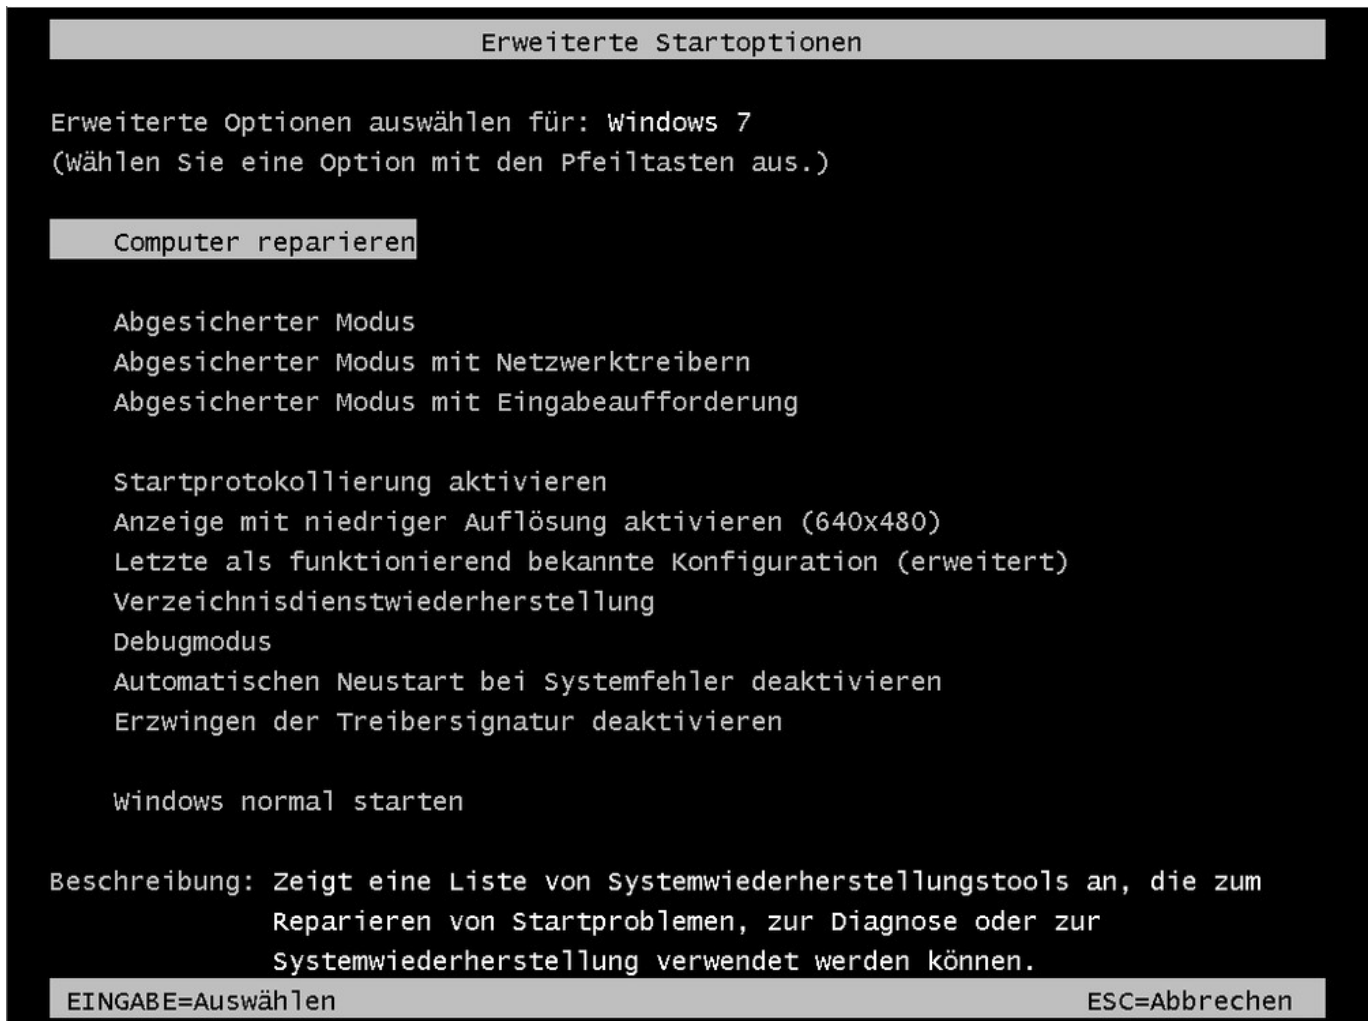 Erweiterte Startoptionen
Erweiterte Optionen auswählen für: Windows 7
(Wählen Sie eine Option mit den Pfeiltasten aus.)
Computer reparieren
Abgesicherter Modus
Abgesicherter Modus mit Netzwerktreibern
Abgesicherter Modus mit Eingabeaufforderung
Startprotokollierung aktivieren
Anzeige mit niedriger Auflösung aktivieren (640x480)
Letzte als funktionierend bekannte Konfiguration (erweitert)
Verzeichnisdienstwiederherstellung
Debugmodus
Automatischen Neustart bei Systemfehler deaktivieren
Erzwingen der Treibersignatur deaktivieren
Windows normal starten
Beschreibung: Zeigt eine Liste von Systemwiederherstellungstools an, die zum
Reparieren von Startproblemen, zur Diagnose oder zur
Systemwiederherstellung verwendet werden können.
EINGABE=Auswählen ESC=Abbrechen